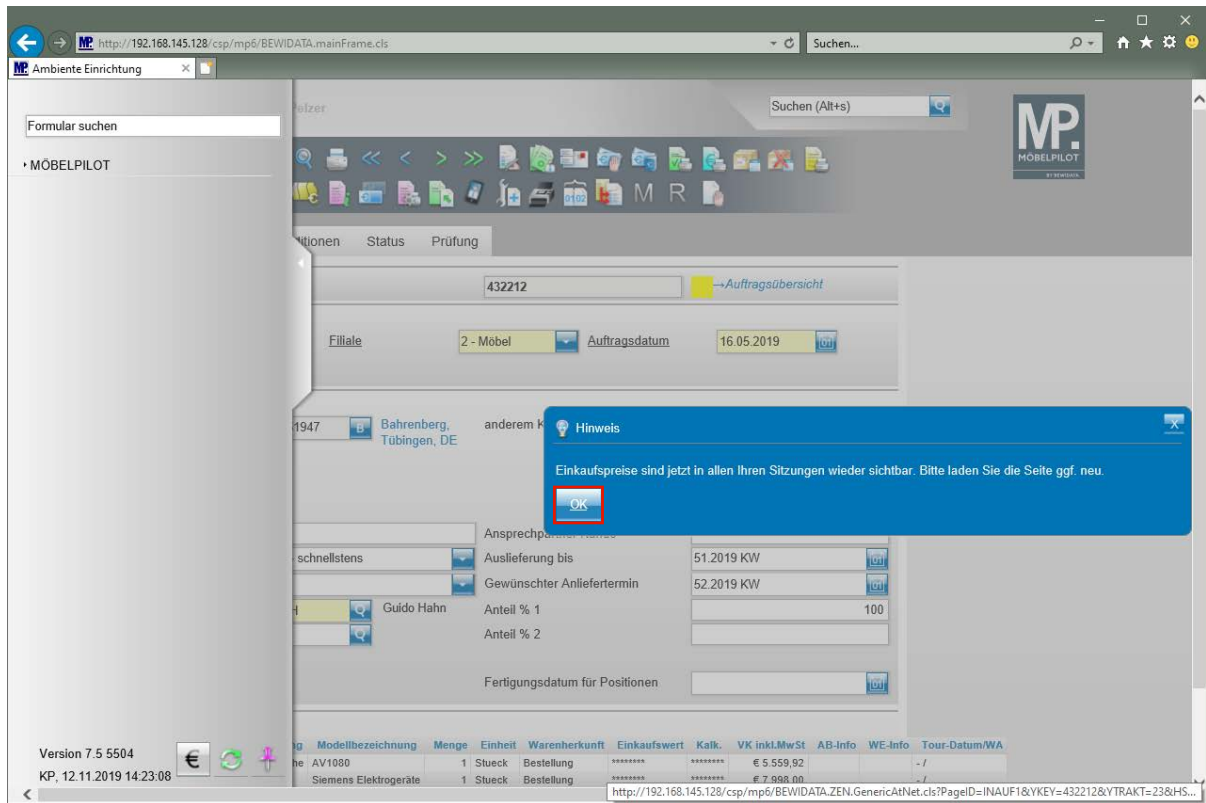 http://192.168.145.128/csp/mp6/BEWIDATA.mainFrame.cls
Suchen...
MP. Ambiente Einrichtung
Formular suchen
MÖBELPILOT
Pelzer
Suchen (Alt+s)
MP.
MÖBELPILOT
BY BEWIDATA
M R
Status Prüfung
432212
→Auftragsübersicht
Filiale
2 - Möbel
Auftragsdatum
16.05.2019
1947
B
Bahrenberg,
Tübingen, DE
anderem K
Hinweis
X
Einkaufspreise sind jetzt in allen Ihren Sitzungen wieder sichtbar. Bitte laden Sie die Seite ggf. neu.
OK
schnellstens
Auslieferung bis
51.2019 KW
Gewünschter Anliefertermin
52.2019 KW
H
Guido Hahn
Anteil % 1
100
Anteil % 2
Fertigungsdatum für Positionen
Modellbezeichnung Menge Einheit Warenherkunft Einkaufswert Kalk. VK inkl.MwSt AB-Info WE-Info Tour-Datum/WA
he AV1080 1 Stueck Bestellung ******** ******** € 5.559,92 - /
Siemens Elektrogeräte 1 Stueck Bestellung ******** ******** € 7.998,00 - /
Version 7.5 5504
€
KP, 12.11.2019 14:23:08
http://192.168.145.128/csp/mp6/BEWIDATA.ZEN.GenericAtNet.cls?PageID=INAUF1&YKEY=432212&YTRAKT=23&HS...